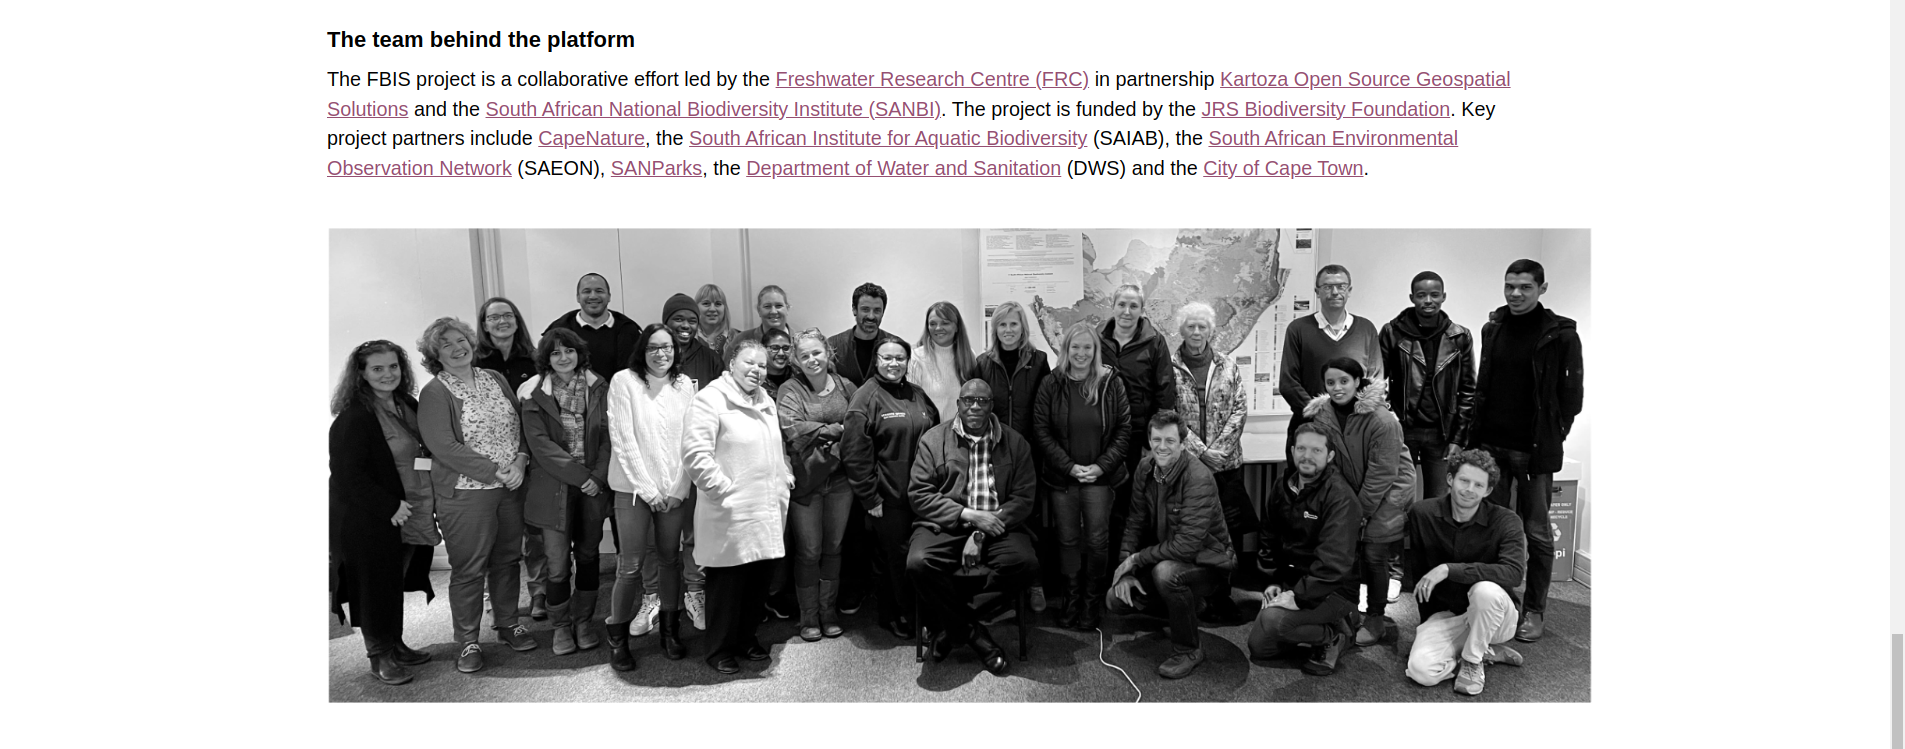 The team behind the platform
The FBIS project is a collaborative effort led by the Freshwater Research Centre (FRC) in partnership Kartoza Open Source Geospatial
Solutions and the South African National Biodiversity Institute (SANBI). The project is funded by the JRS Biodiversity Foundation. Key
project partners include CapeNature, the South African Institute for Aquatic Biodiversity (SAIAB), the South African Environmental
Observation Network (SAEON), SANParks, the Department of Water and Sanitation (DWS) and the City of Cape Town.